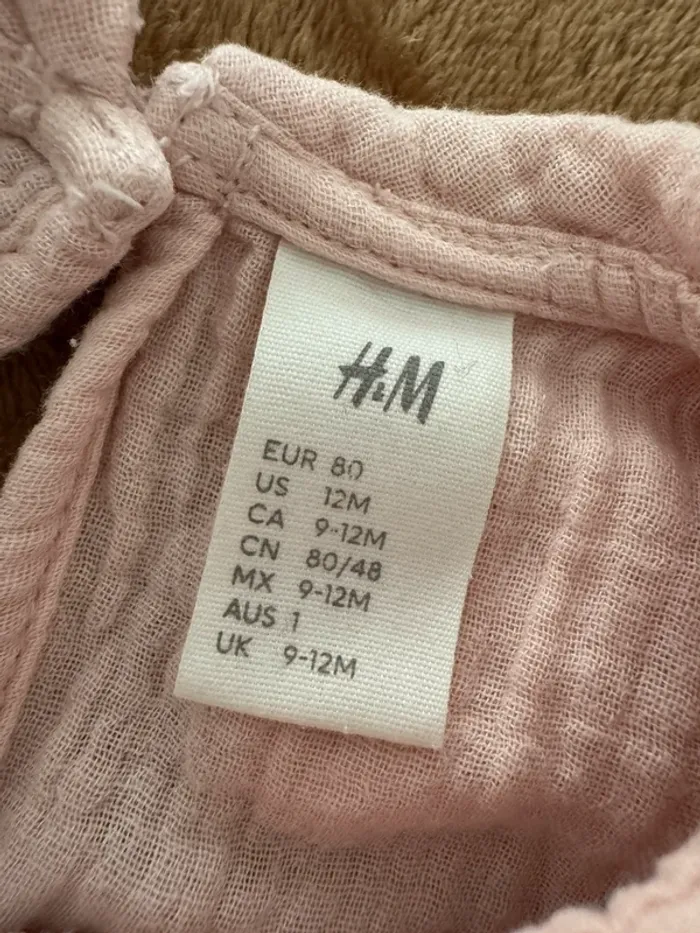 H&M
EUR 80
US 12M
CA 9-12M
CN 80/48
MX 9-12M
AUS 1
UK 9-12M